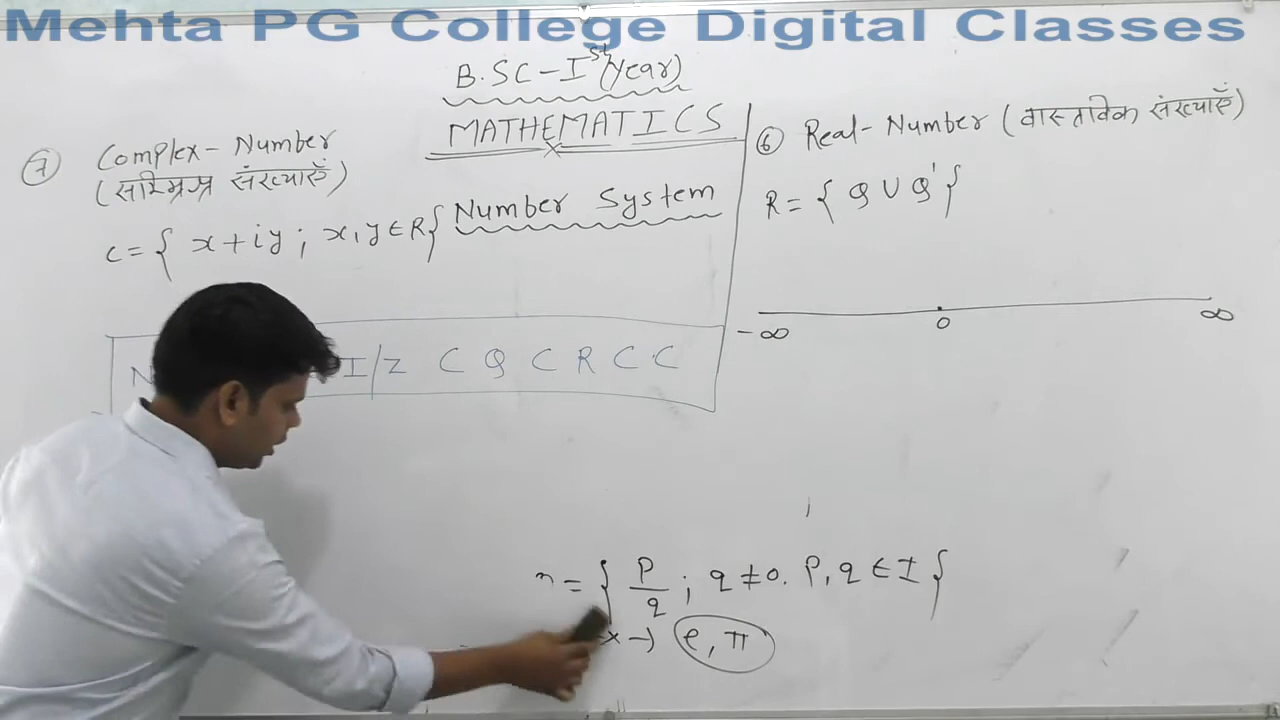 Mehta PG College Digital Classes
B.SC - Ist (Year)
MATHEMATICS
Number System
⑦ Complex - Number
(सम्मिश्र संख्याएँ)
C = { x + iy ; x, y ∈ R }
N I/Z ⊂ Q ⊂ R ⊂ C
⑥ Real - Number (वास्तविक संख्याएँ)
R = { Q ∪ Q' }
-∞ 0 ∞
= { P/q ; q ≠ 0. P, q ∈ I }
x → e, π